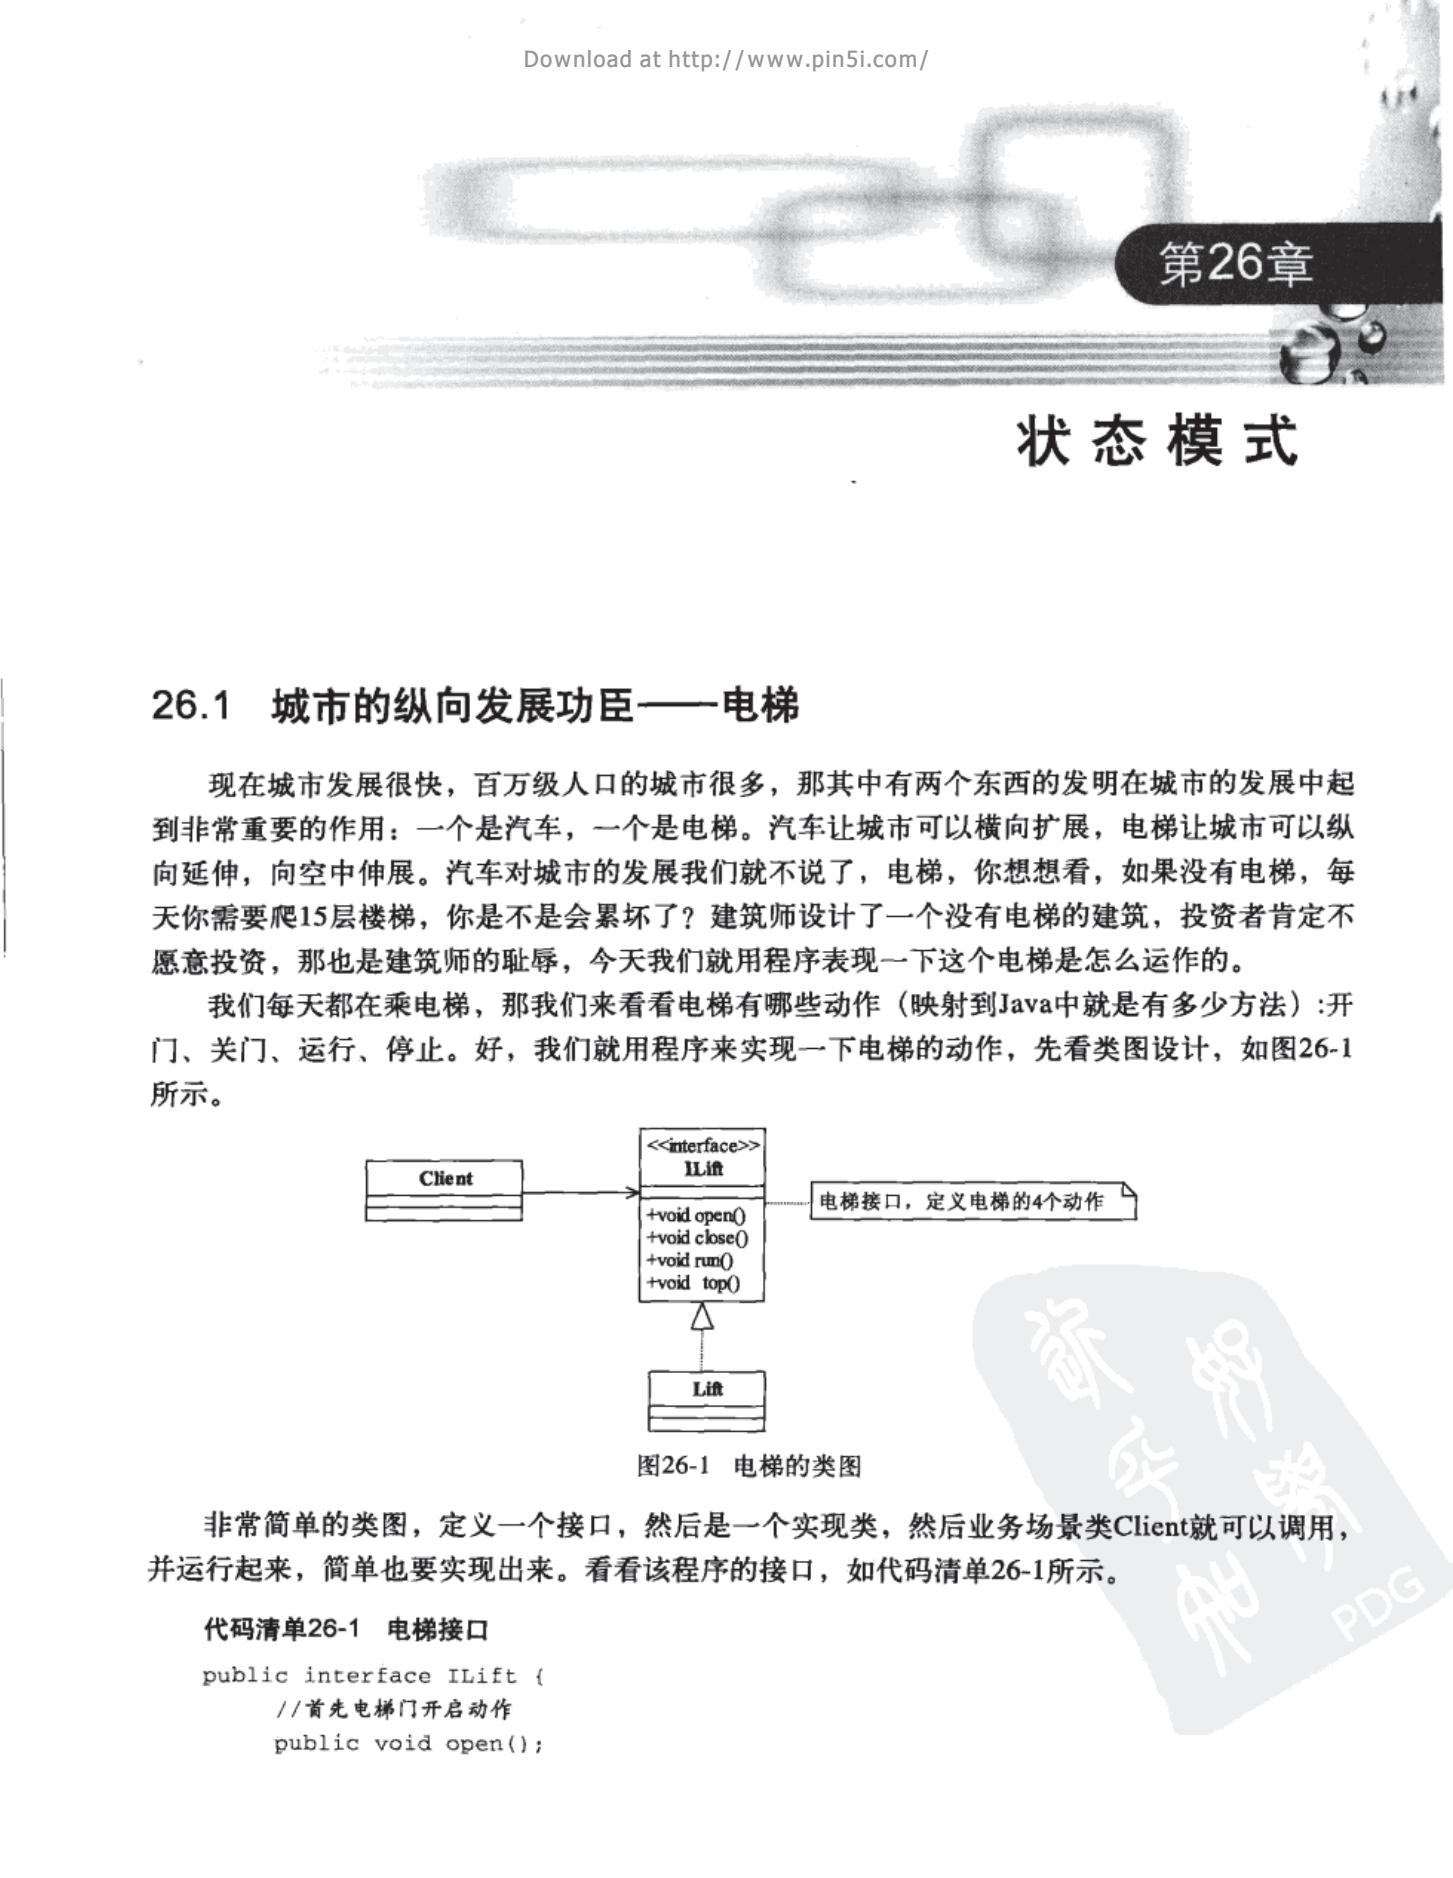 Download at http://www.pin5i.com/
第26章
状态模式
26.1 城市的纵向发展功臣——电梯
现在城市发展很快，百万级人口的城市很多，那其中有两个东西的发明在城市的发展中起
到非常重要的作用：一个是汽车，一个是电梯。汽车让城市可以横向扩展，电梯让城市可以纵
向延伸，向空中伸展。汽车对城市的发展我们就不说了，电梯，你想想看，如果没有电梯，每
天你需要爬15层楼梯，你是不是会累坏了？建筑师设计了一个没有电梯的建筑，投资者肯定不
愿意投资，那也是建筑师的耻辱，今天我们就用程序表现一下这个电梯是怎么运作的。
我们每天都在乘电梯，那我们来看看电梯有哪些动作（映射到Java中就是有多少方法）:开
门、关门、运行、停止。好，我们就用程序来实现一下电梯的动作，先看类图设计，如图26-1
所示。
<<interface>>
ILift
Client
电梯接口，定义电梯的4个动作
+void open()
+void close()
+void run()
+void top()
Lift
图26-1 电梯的类图
非常简单的类图，定义一个接口，然后是一个实现类，然后业务场景类Client就可以调用，
并运行起来，简单也要实现出来。看看该程序的接口，如代码清单26-1所示。
代码清单26-1 电梯接口
public interface ILift {
//首先电梯门开启动作
public void open();
PDG